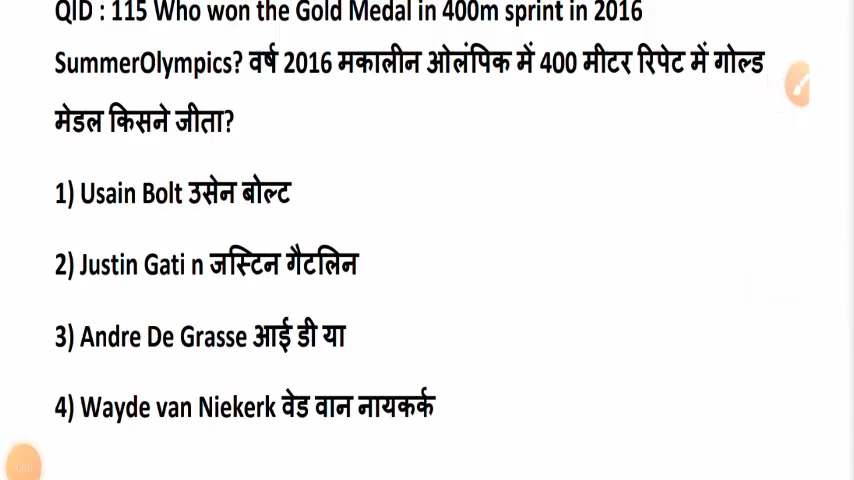 QID : 115 Who won the Gold Medal in 400m sprint in 2016
SummerOlympics? वर्ष 2016 मकालीन ओलंपिक में 400 मीटर रिपेट में गोल्ड
मेडल किसने जीता?
1) Usain Bolt उसेन बोल्ट
2) Justin Gati n जस्टिन गैटलिन
3) Andre De Grasse आई डी या
4) Wayde van Niekerk वेड वान नायकर्क